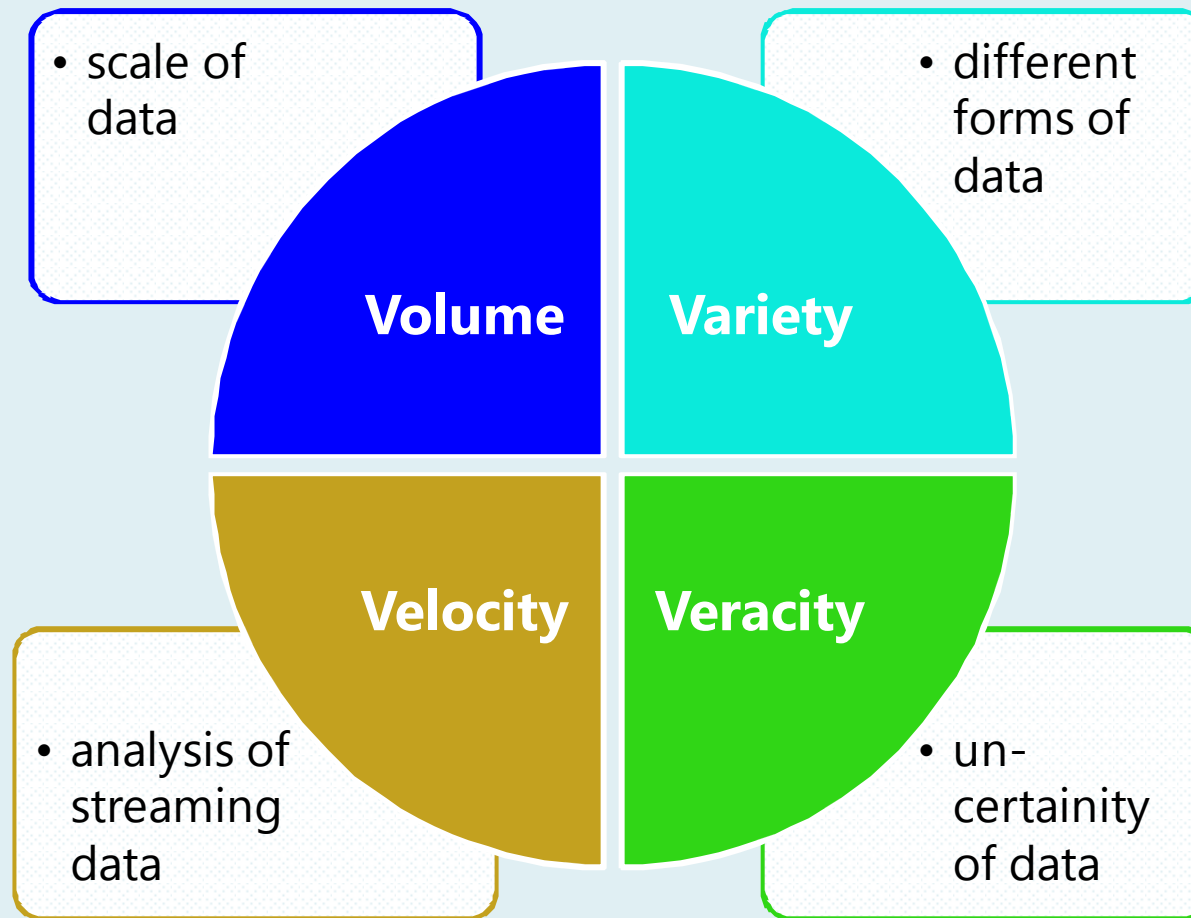 • scale of
data
• different
forms of
data
Volume
Variety
Velocity
Veracity
• analysis of
streaming
data
• un-
certainity
of data